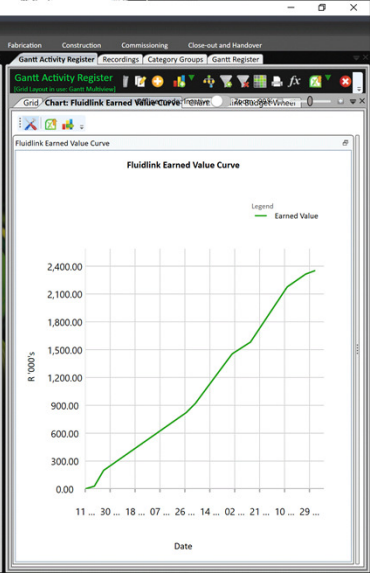 Fabrication Construction Commissioning Close-out and Handover
Gantt Activity Register Recordings Category Groups Gantt Register
Gantt Activity Register
[Grid Layout in use: Gantt Multiview]
Grid Chart: Fluidlink Earned Value Curve
Fluidlink Earned Value Curve
Fluidlink Earned Value Curve
Legend
Earned Value
2,400.00
2,100.00
1,800.00
1,500.00
1,200.00
900.00
600.00
300.00
0.00
R '000's
11 ... 30 ... 18 ... 07 ... 26 ... 14 ... 02 ... 21 ... 10 ... 29 ...
Date